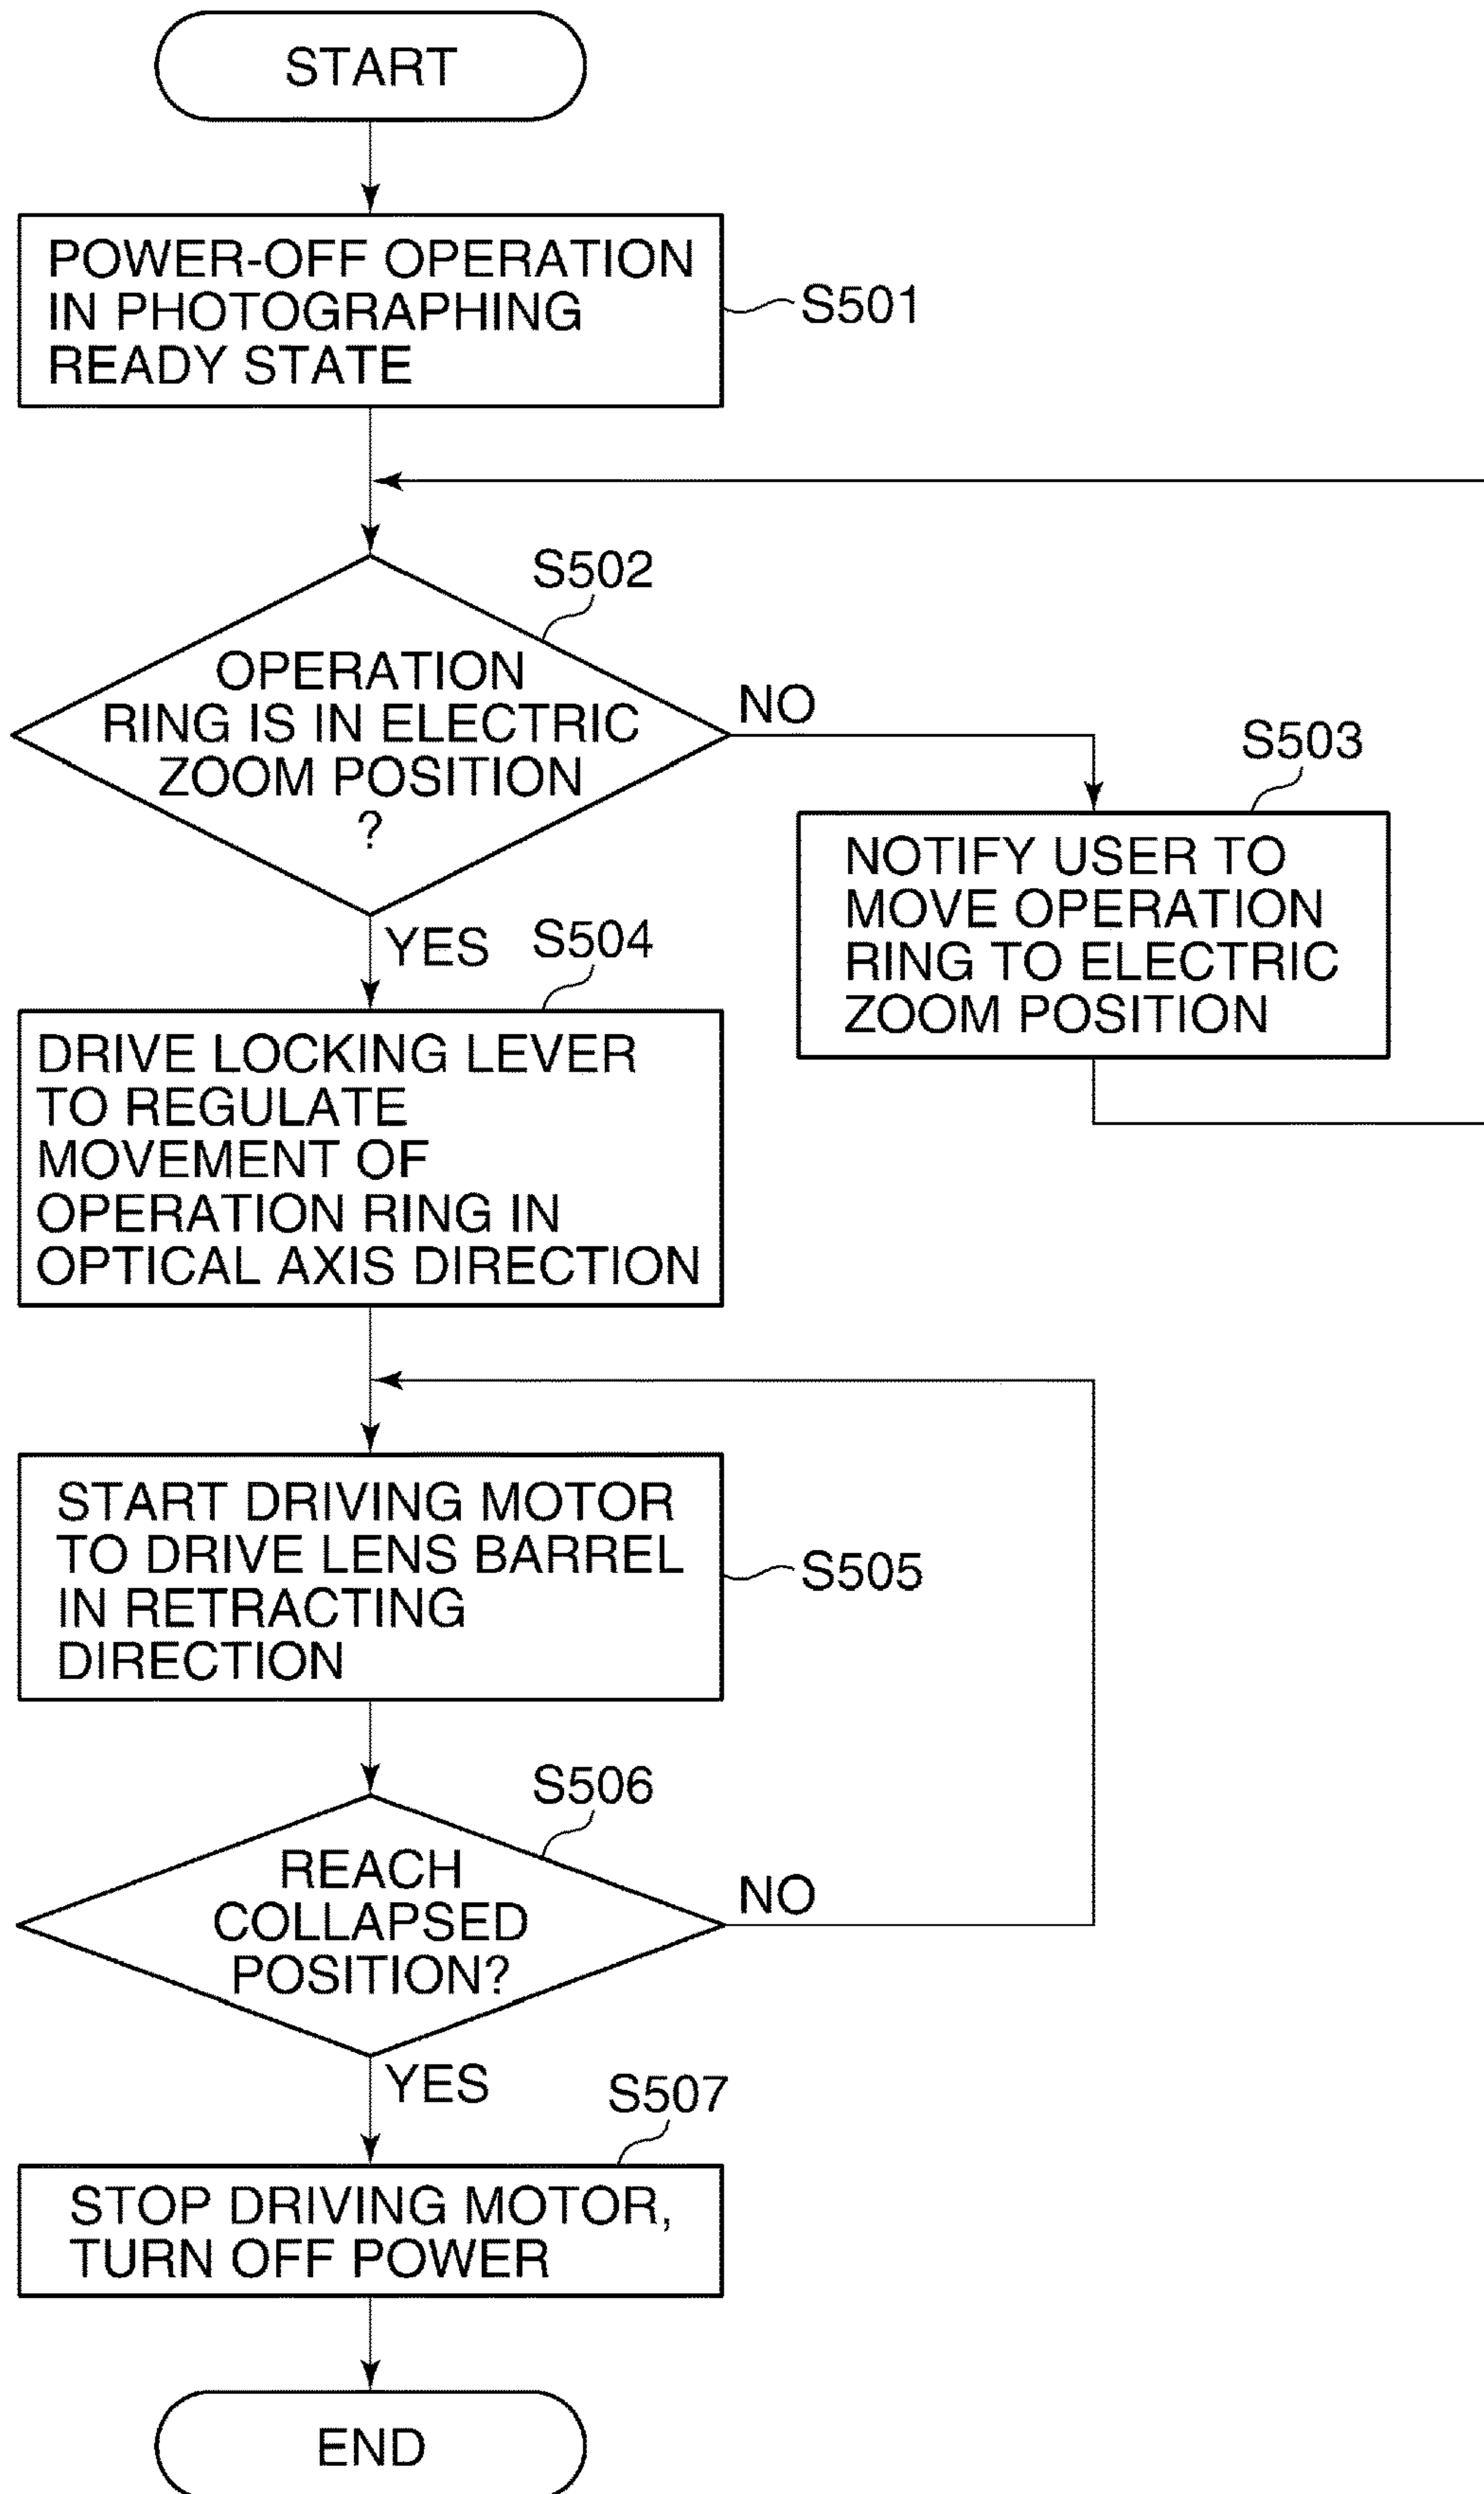 START
POWER-OFF OPERATION
IN PHOTOGRAPHING
READY STATE
S501
S502
OPERATION
RING IS IN ELECTRIC
ZOOM POSITION
?
NO
S503
NOTIFY USER TO
MOVE OPERATION
RING TO ELECTRIC
ZOOM POSITION
YES
S504
DRIVE LOCKING LEVER
TO REGULATE
MOVEMENT OF
OPERATION RING IN
OPTICAL AXIS DIRECTION
START DRIVING MOTOR
TO DRIVE LENS BARREL
IN RETRACTING
DIRECTION
S505
S506
REACH
COLLAPSED
POSITION?
NO
YES
S507
STOP DRIVING MOTOR,
TURN OFF POWER
END